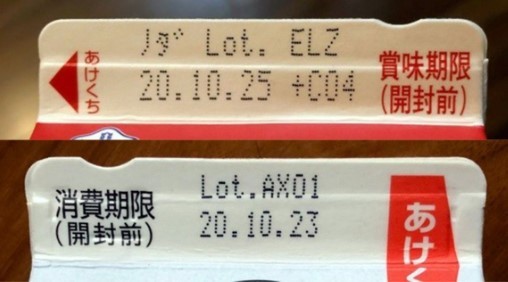 あけくち
ノダ Lot. ELZ
20.10.25 +C04
賞味期限
(開封前)
消費期限
(開封前)
Lot.AX01
20.10.23
あけく